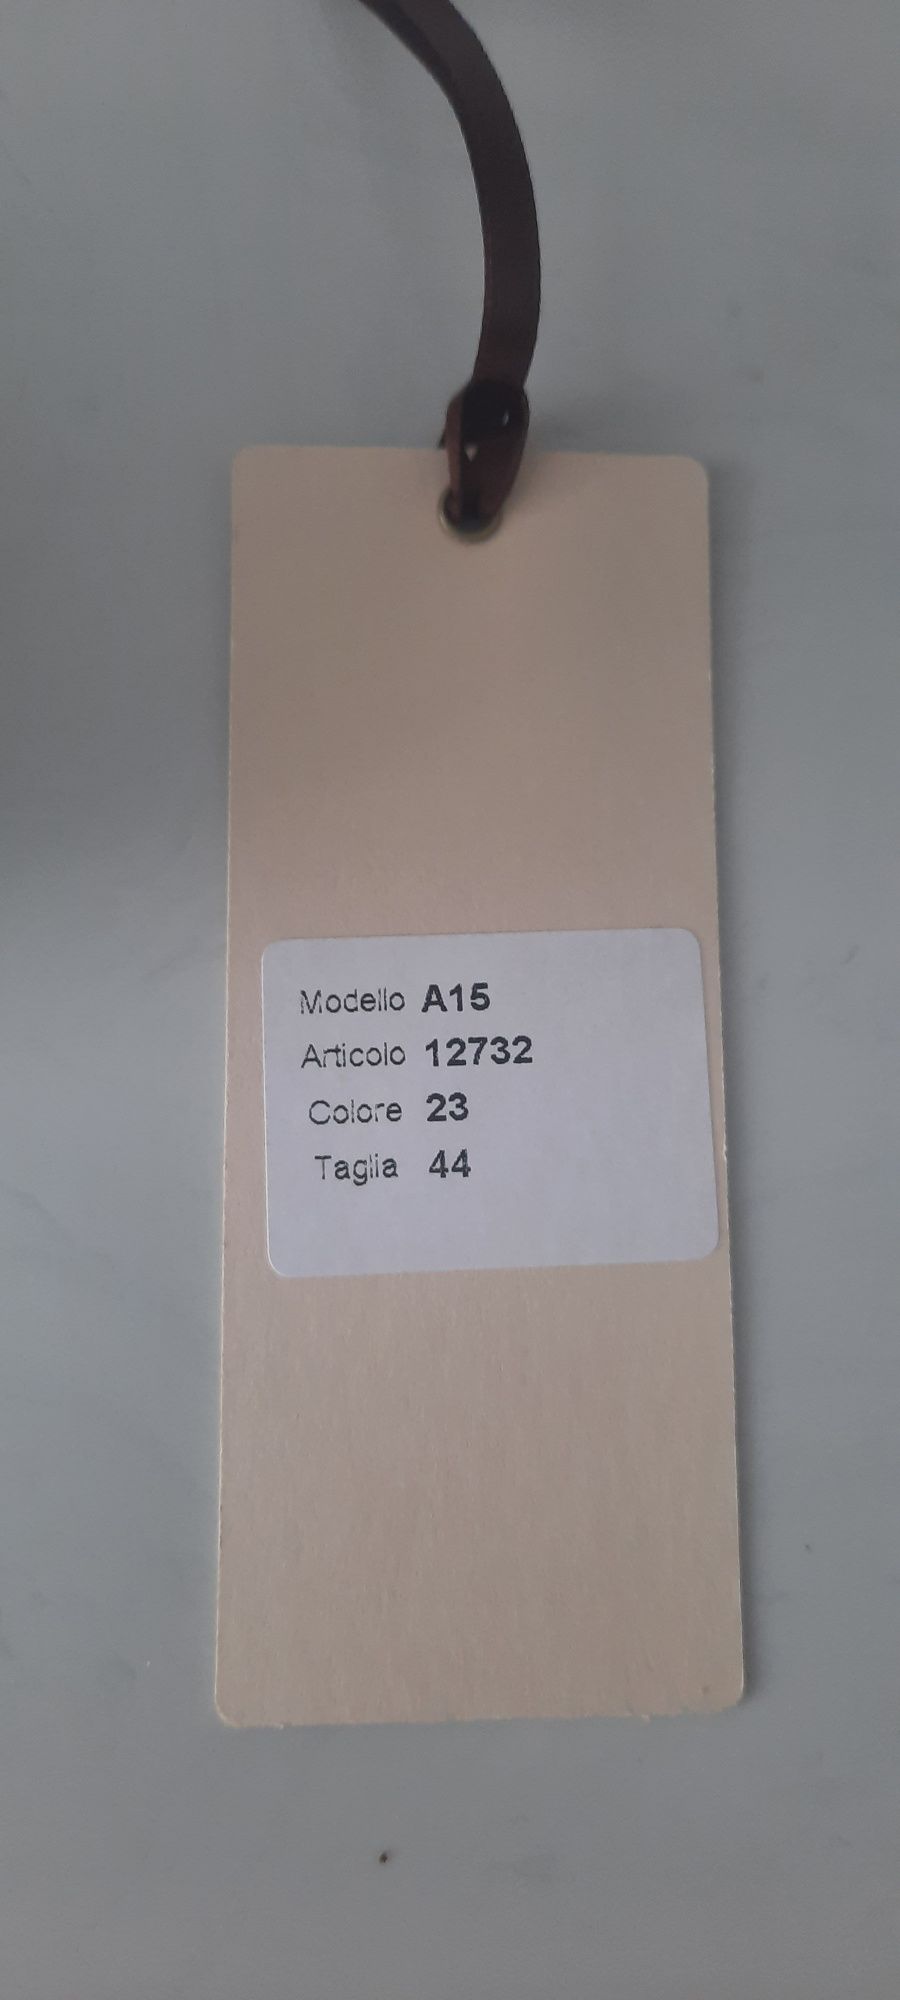 Modello A15
Articolo 12732
Colore 23
Taglia 44